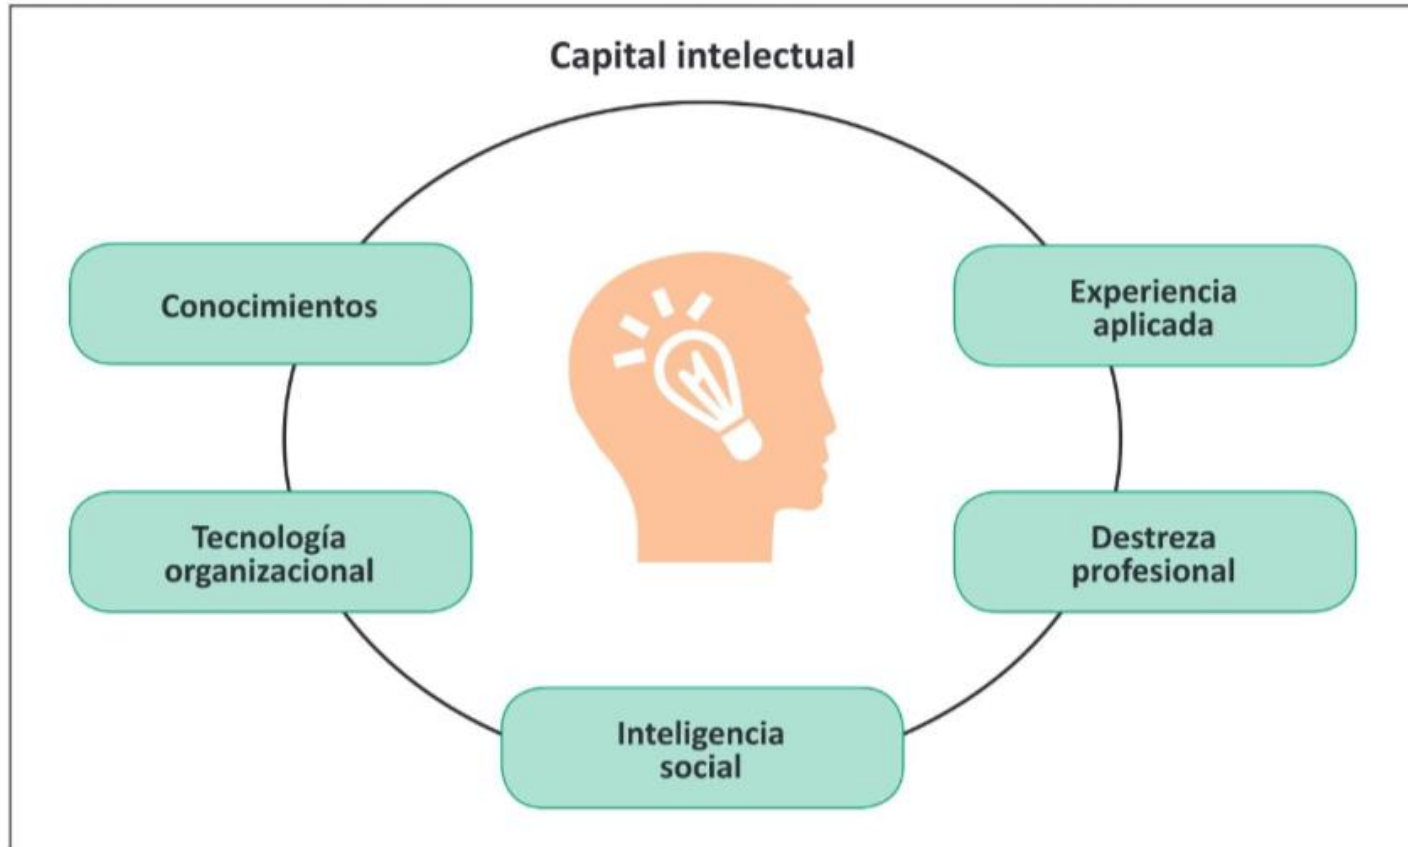 Capital intelectual
Conocimientos
Experiencia
aplicada
Tecnología
organizacional
Destreza
profesional
Inteligencia
social